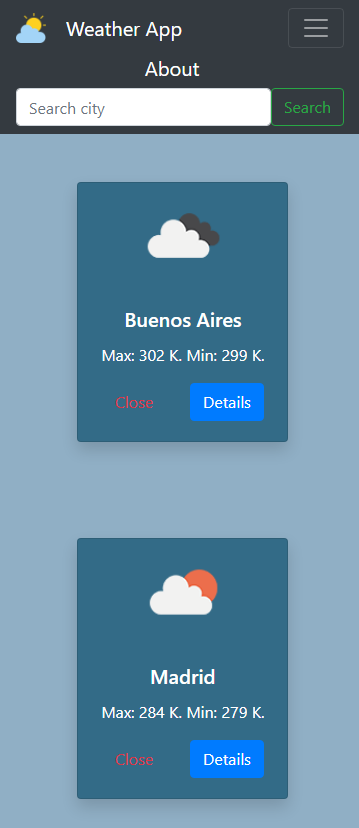 Weather App
About
Search city Search
Buenos Aires
Max: 302 K. Min: 299 K.
Close Details
Madrid
Max: 284 K. Min: 279 K.
Close Details